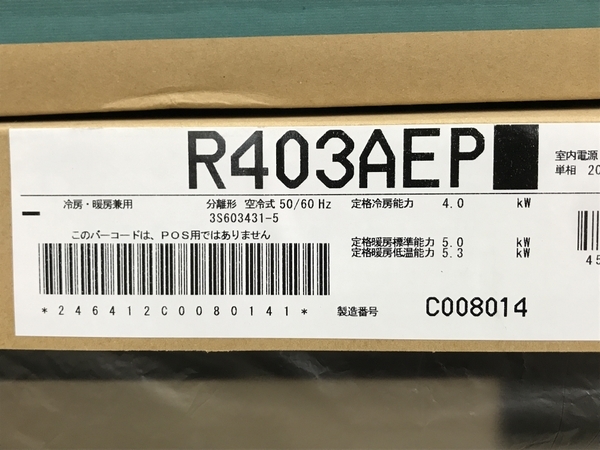 R403AEP■
室内電源
単相 20
冷房・暖房兼用 分離形 空冷式 50/60 Hz 定格冷房能力 4.0 kW
3S603431-5
このバーコードは、POS用ではありません
定格暖房標準能力 5.0 kW
定格暖房低温能力 5.3 kW
45
*246412C0080141* 製造番号 C008014